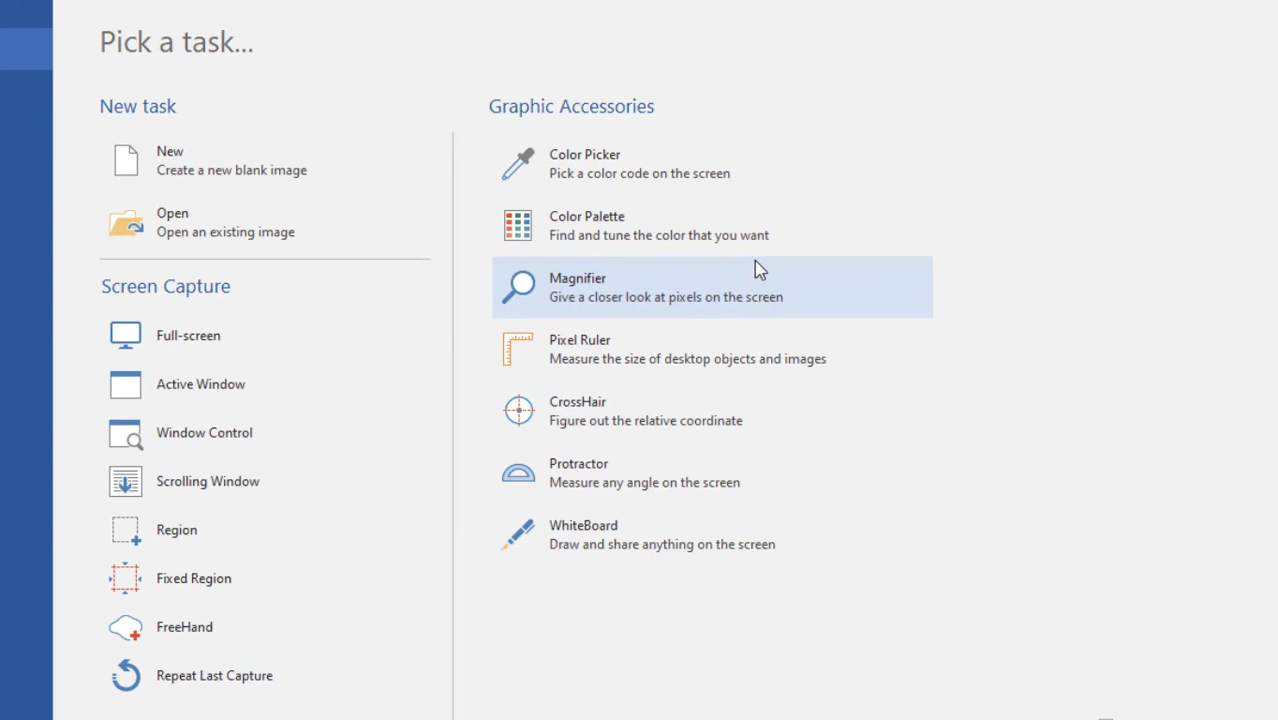 Pick a task...
New task
New
Create a new blank image
Open
Open an existing image
Screen Capture
Full-screen
Active Window
Window Control
Scrolling Window
Region
Fixed Region
FreeHand
Repeat Last Capture
Graphic Accessories
Color Picker
Pick a color code on the screen
Color Palette
Find and tune the color that you want
Magnifier
Give a closer look at pixels on the screen
Pixel Ruler
Measure the size of desktop objects and images
CrossHair
Figure out the relative coordinate
Protractor
Measure any angle on the screen
WhiteBoard
Draw and share anything on the screen